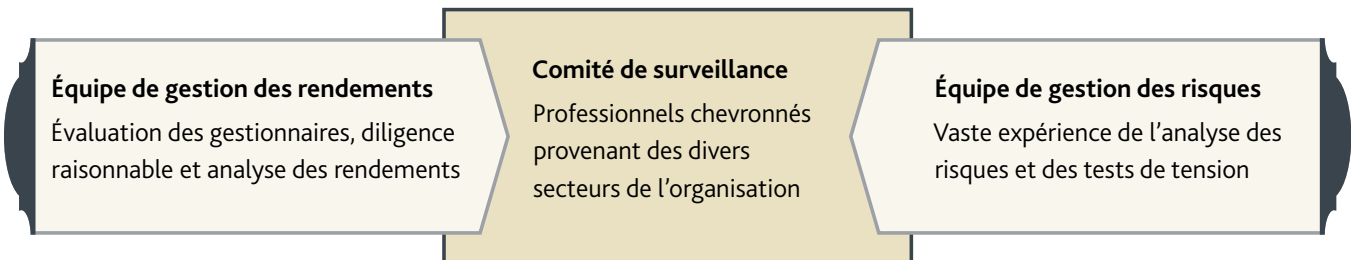 Équipe de gestion des rendements
Évaluation des gestionnaires, diligence
raisonnable et analyse des rendements
Comité de surveillance
Professionnels chevronnés
provenant des divers
secteurs de l'organisation
Équipe de gestion des risques
Vaste expérience de l'analyse des
risques et des tests de tension